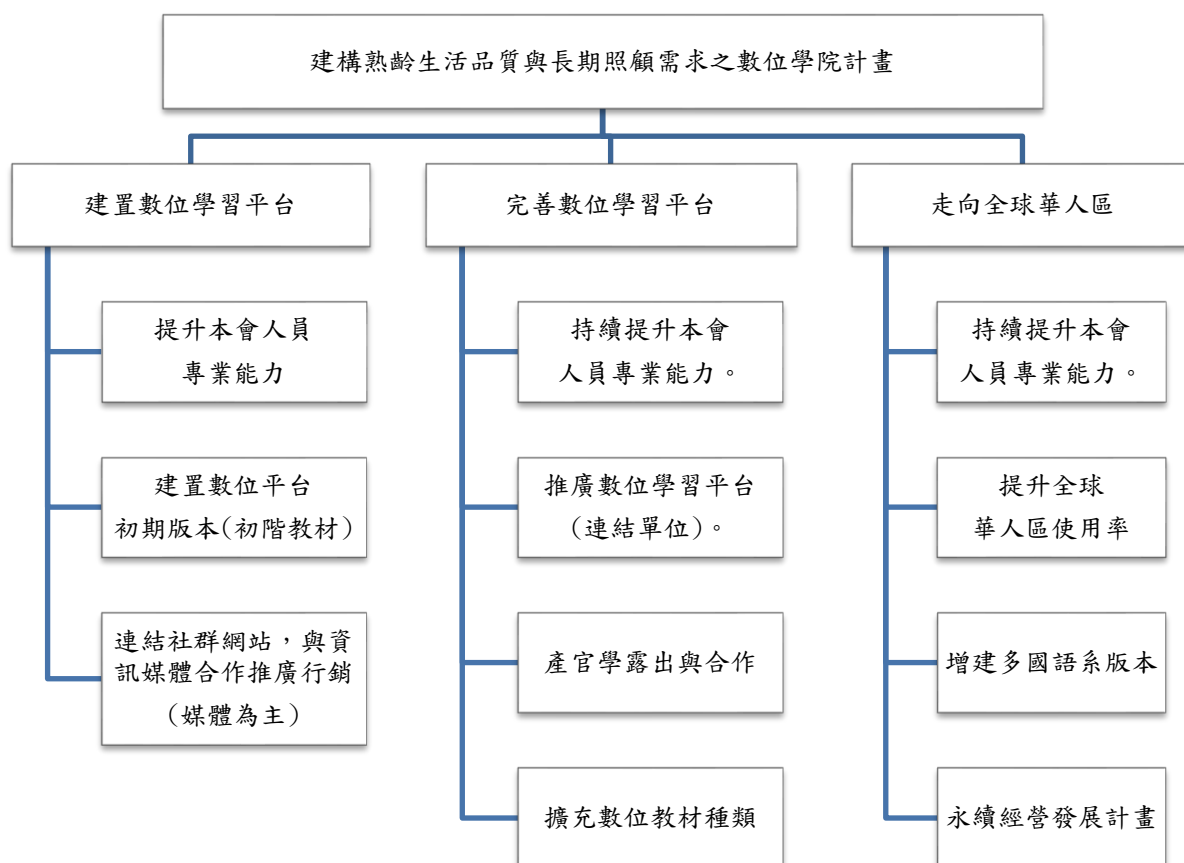 建構熟齡生活品質與長期照顧需求之數位學院計畫
建置數位學習平台
提升本會人員
專業能力
建置數位平台
初期版本(初階教材)
連結社群網站，與資
訊媒體合作推廣行銷
(媒體為主)
完善數位學習平台
持續提升本會
人員專業能力。
推廣數位學習平台
(連結單位)。
產官學露出與合作
擴充數位教材種類
走向全球華人區
持續提升本會
人員專業能力。
提升全球
華人區使用率
增建多國語系版本
永續經營發展計畫